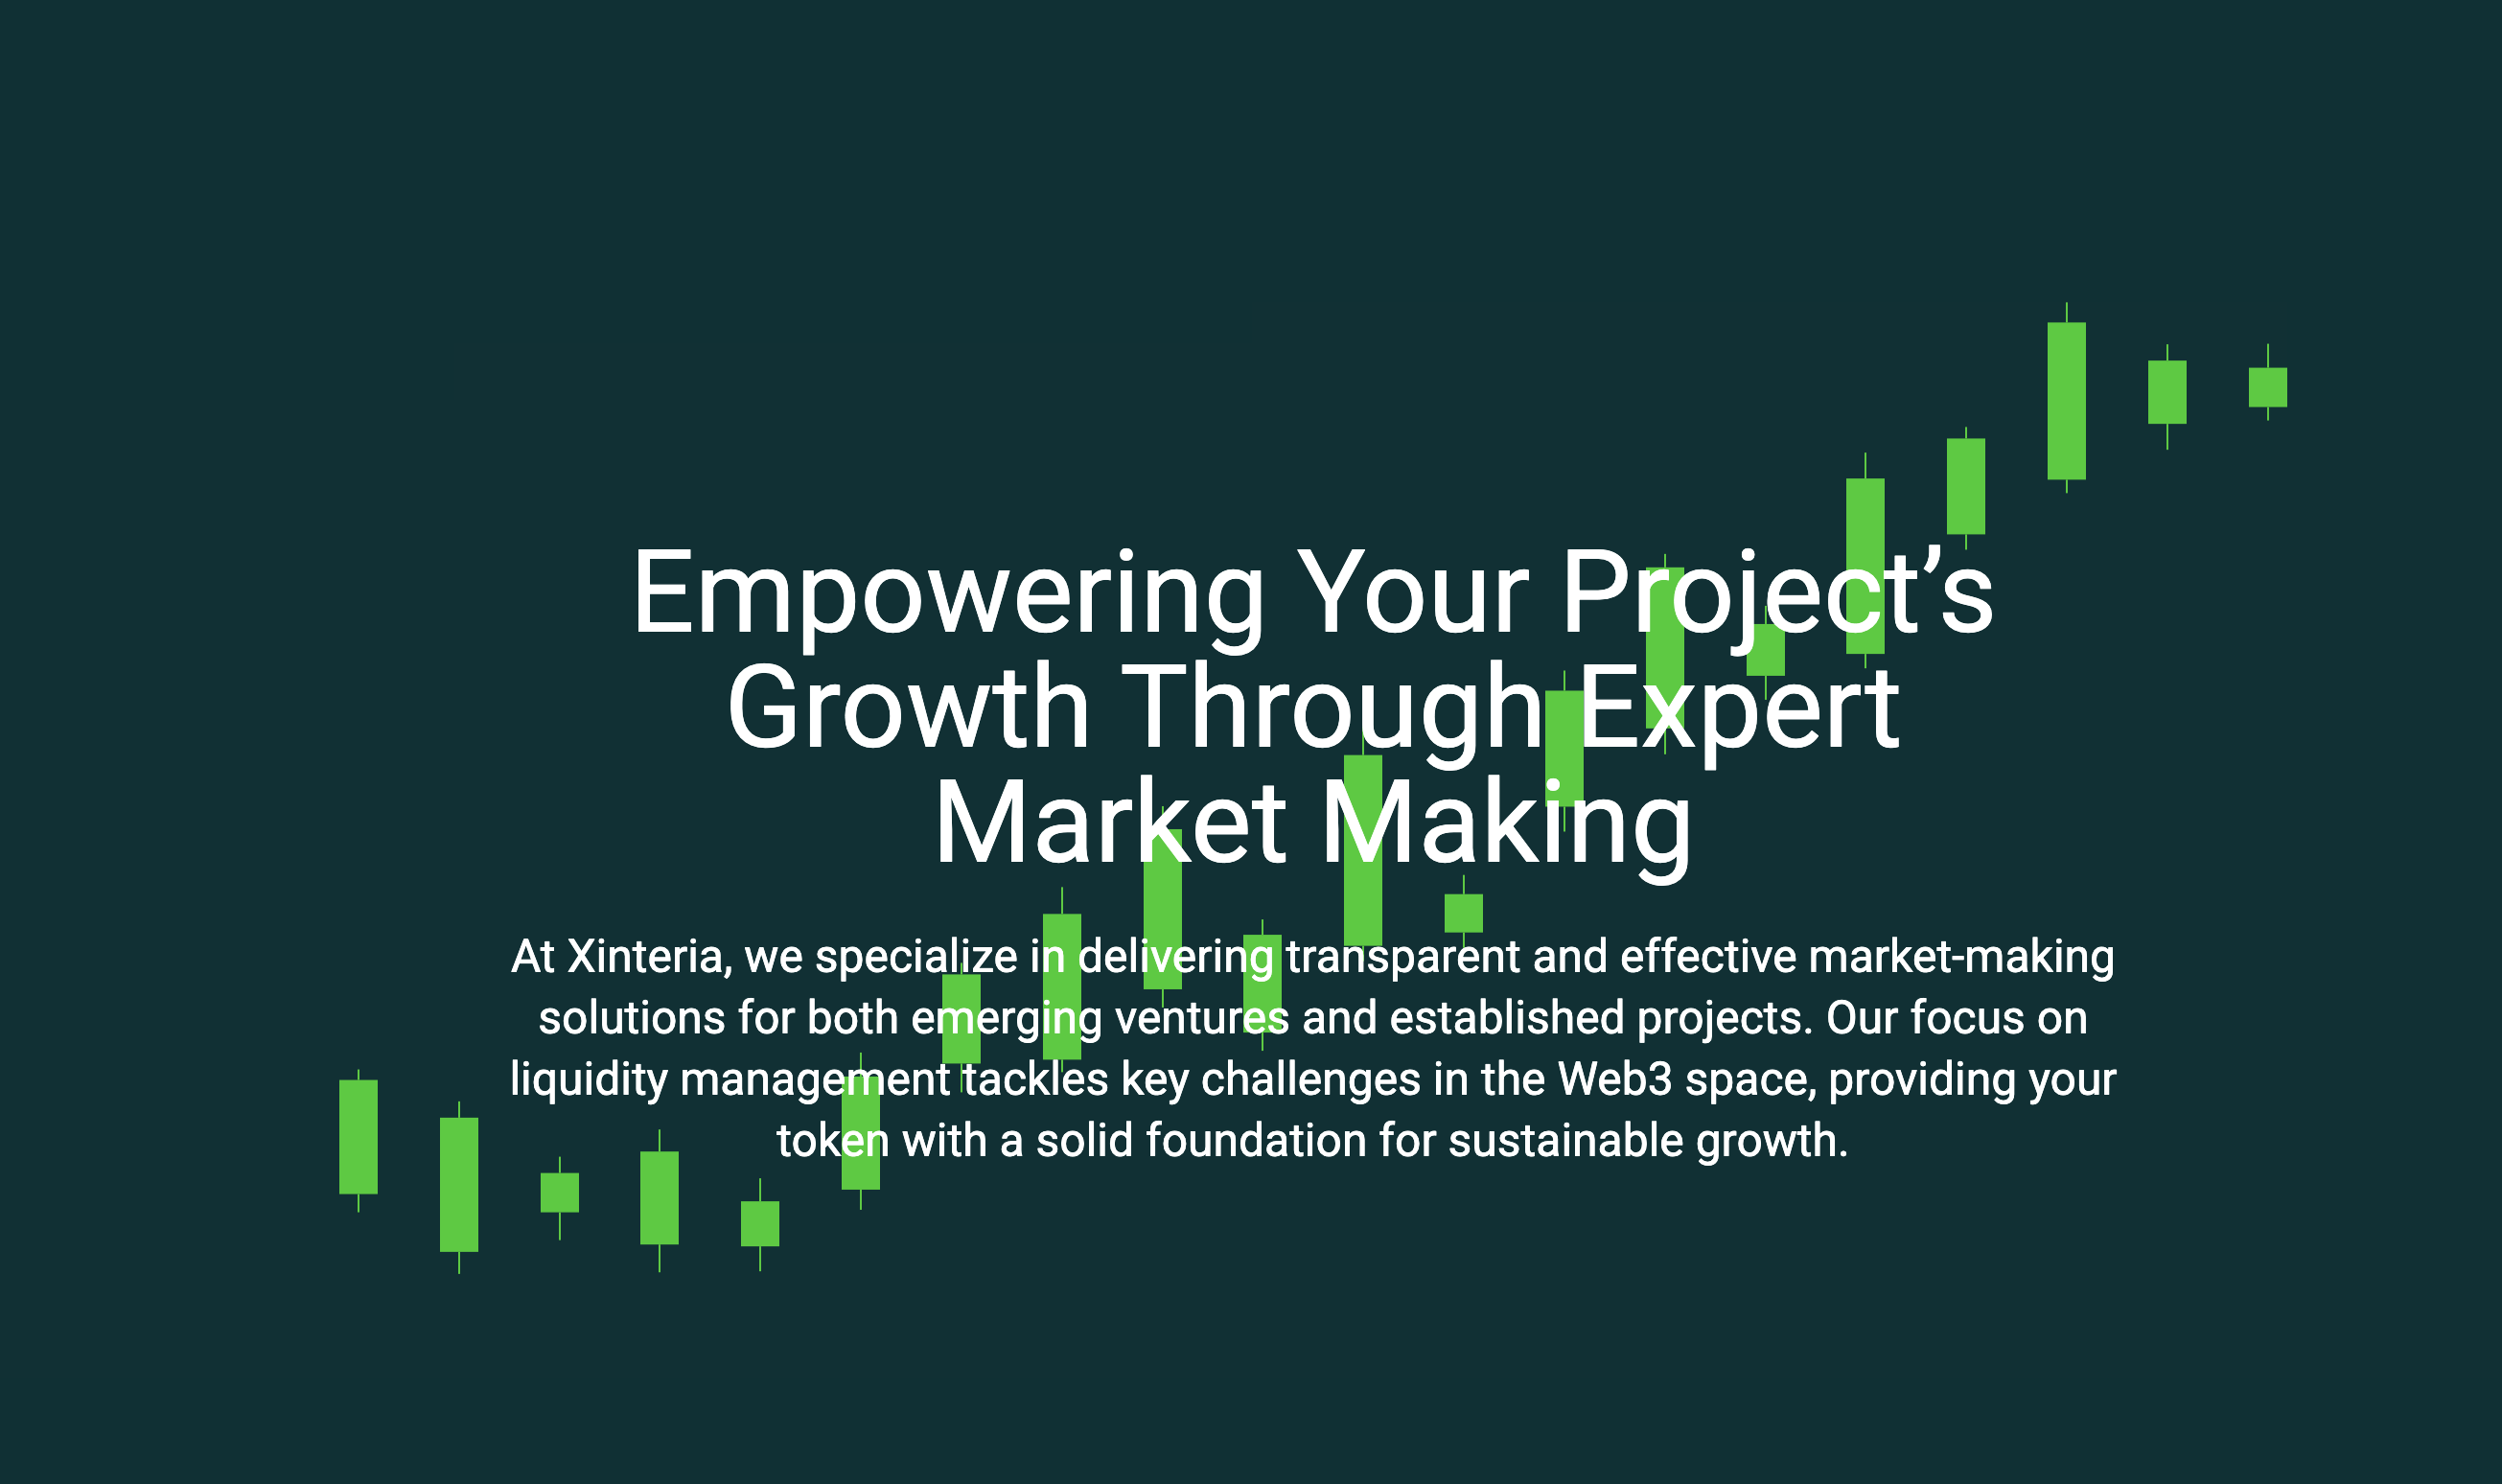 Empowering Your Project’s
Growth Through Expert
Market Making
At Xinteria, we specialize in delivering transparent and effective market-making
solutions for both emerging ventures and established projects. Our focus on
liquidity management tackles key challenges in the Web3 space, providing your
token with a solid foundation for sustainable growth.